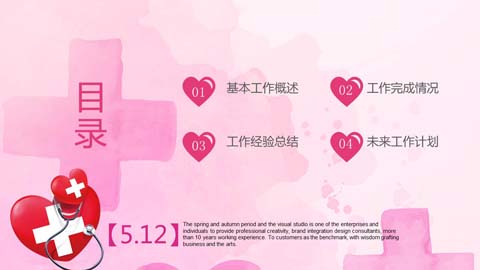 目录
01 基本工作概述
02 工作完成情况
03 工作经验总结
04 未来工作计划
【5.12】
The spring and autumn period and the visual studio is one of the enterprises and
individuals to provide professional creativity, brand integration design consultants, more
than 10 years working experience. To customers as the benchmark, with wisdom grafting
business and the arts.